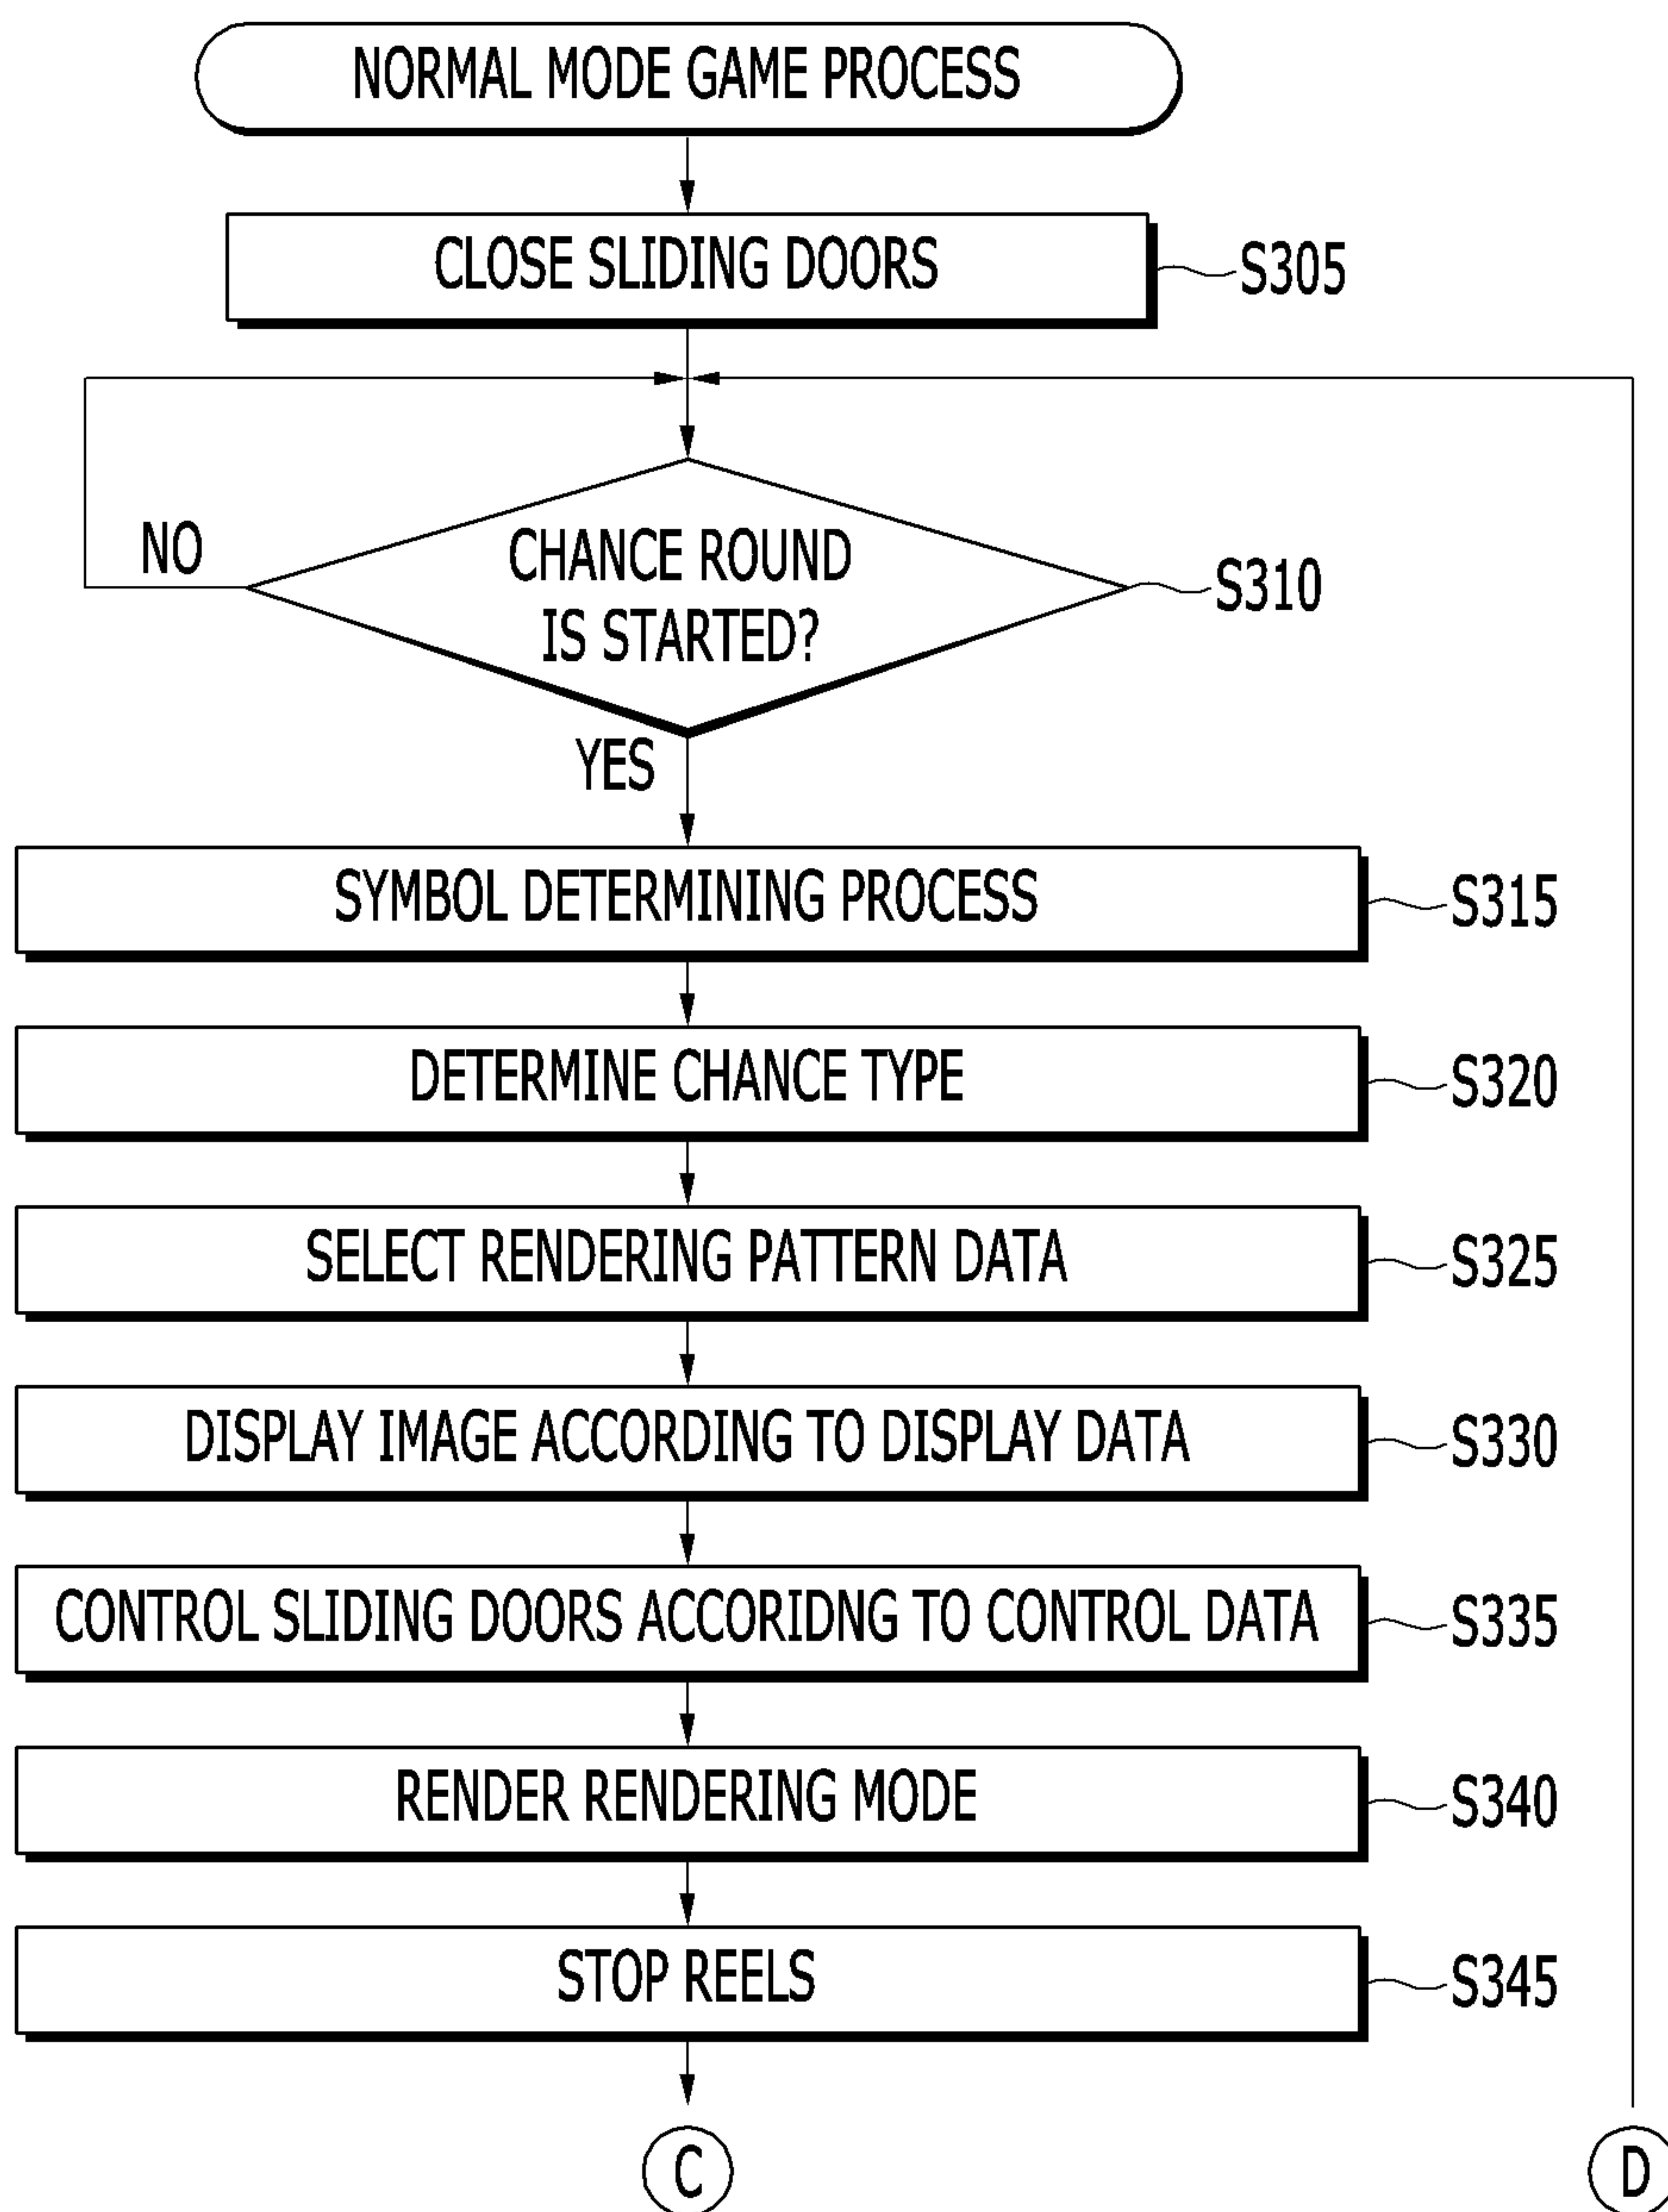 NORMAL MODE GAME PROCESS
CLOSE SLIDING DOORS
S305
NO
CHANCE ROUND
IS STARTED?
S310
YES
SYMBOL DETERMINING PROCESS
S315
DETERMINE CHANCE TYPE
S320
SELECT RENDERING PATTERN DATA
S325
DISPLAY IMAGE ACCORDING TO DISPLAY DATA
S330
CONTROL SLIDING DOORS ACCORIDNG TO CONTROL DATA
S335
RENDER RENDERING MODE
S340
STOP REELS
S345
C
D